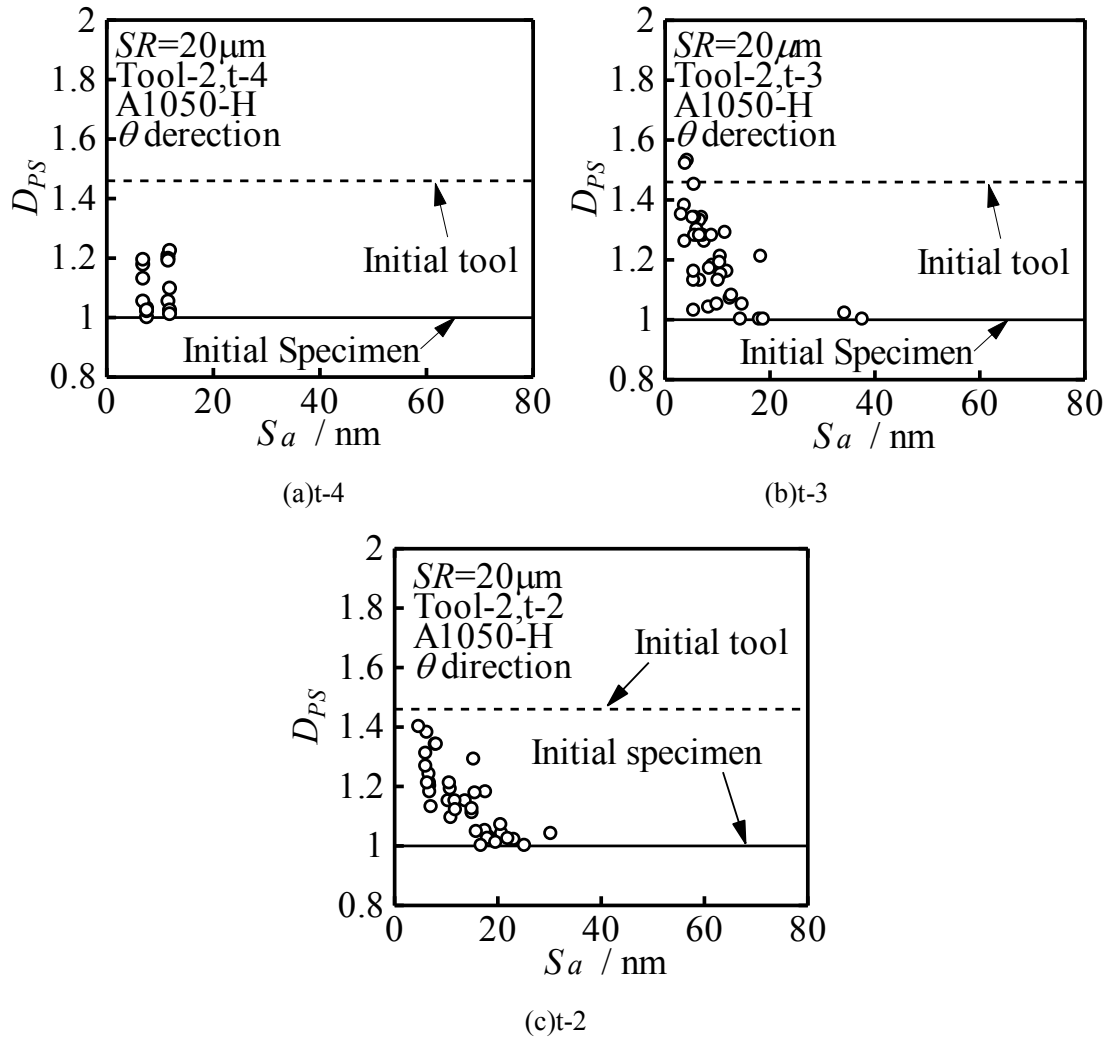 2
SR=20μm
Tool-2,t-4
A1050-H
θ derection
1.8
1.6
1.4
1.2
1
0.8
D_PS
Initial tool
Initial Specimen
0 20 40 60 80
Sa / nm
(a)t-4
2
SR=20μm
Tool-2,t-3
A1050-H
θ derection
1.8
1.6
1.4
1.2
1
0.8
D_PS
Initial tool
Initial Specimen
0 20 40 60 80
Sa / nm
(b)t-3
2
SR=20μm
Tool-2,t-2
A1050-H
θ direction
1.8
1.6
1.4
1.2
1
0.8
D_PS
Initial tool
Initial specimen
0 20 40 60 80
Sa / nm
(c)t-2